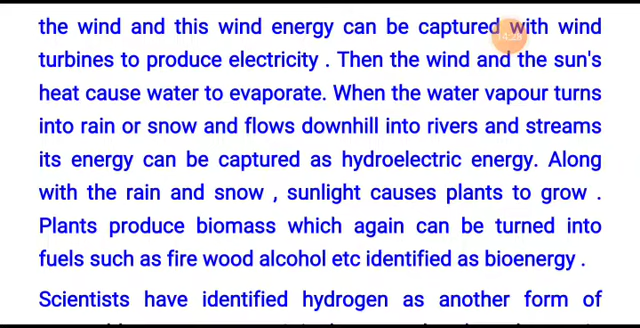 the wind and this wind energy can be captured with wind
turbines to produce electricity . Then the wind and the sun's
heat cause water to evaporate. When the water vapour turns
into rain or snow and flows downhill into rivers and streams
its energy can be captured as hydroelectric energy. Along
with the rain and snow , sunlight causes plants to grow .
Plants produce biomass which again can be turned into
fuels such as fire wood alcohol etc identified as bioenergy .
Scientists have identified hydrogen as another form of